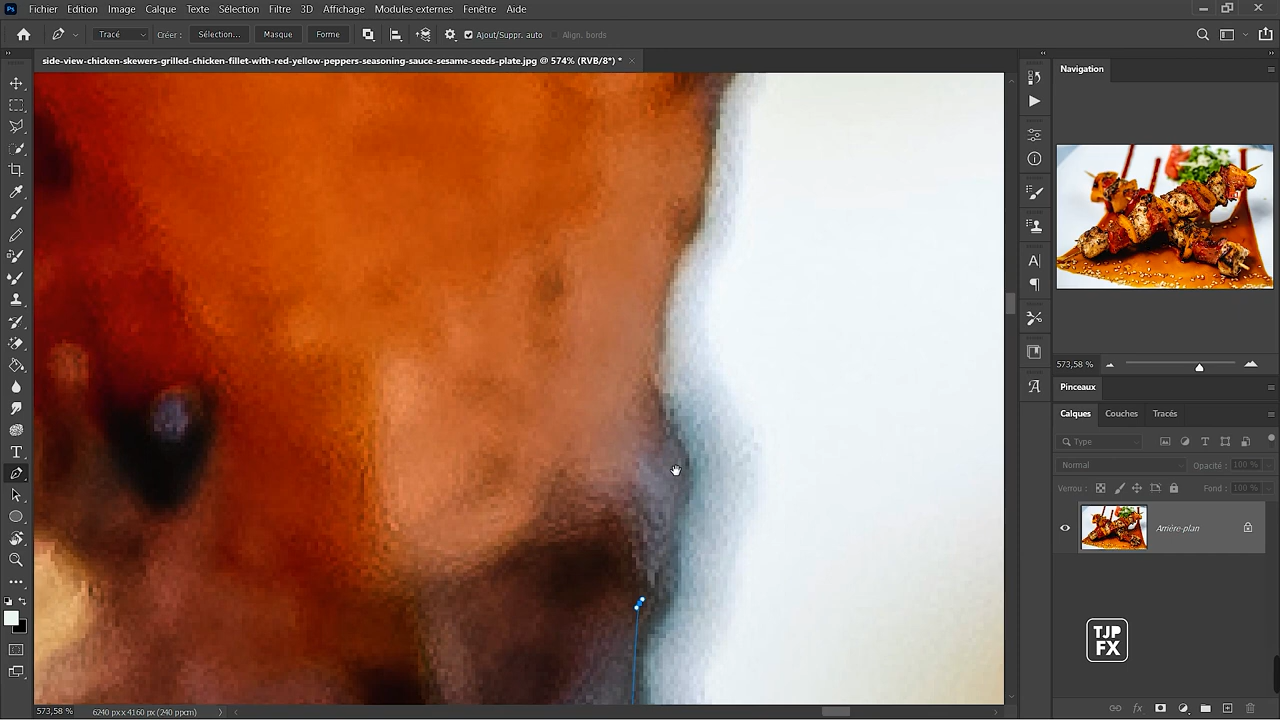 Ps Fichier Edition Image Calque Texte Sélection Filtre 3D Affichage Modules externes Fenêtre Aide
Tracé Créer : Sélection... Masque Forme Ajout/Suppr. auto Align. bords
side-view-chicken-skewers-grilled-chicken-fillet-with-red-yellow-peppers-seasoning-sauce-sesame-seeds-plate.jpg @ 574% (RVB/8*) *
Navigation
573,58 %
Pinceaux
Calques Couches Tracés
Type
Normal Opacité : 100 %
Verrou : Fond : 100 %
Arrière-plan
TJP
FX
573,58 % 6240 px x 4160 px (240 ppcm)